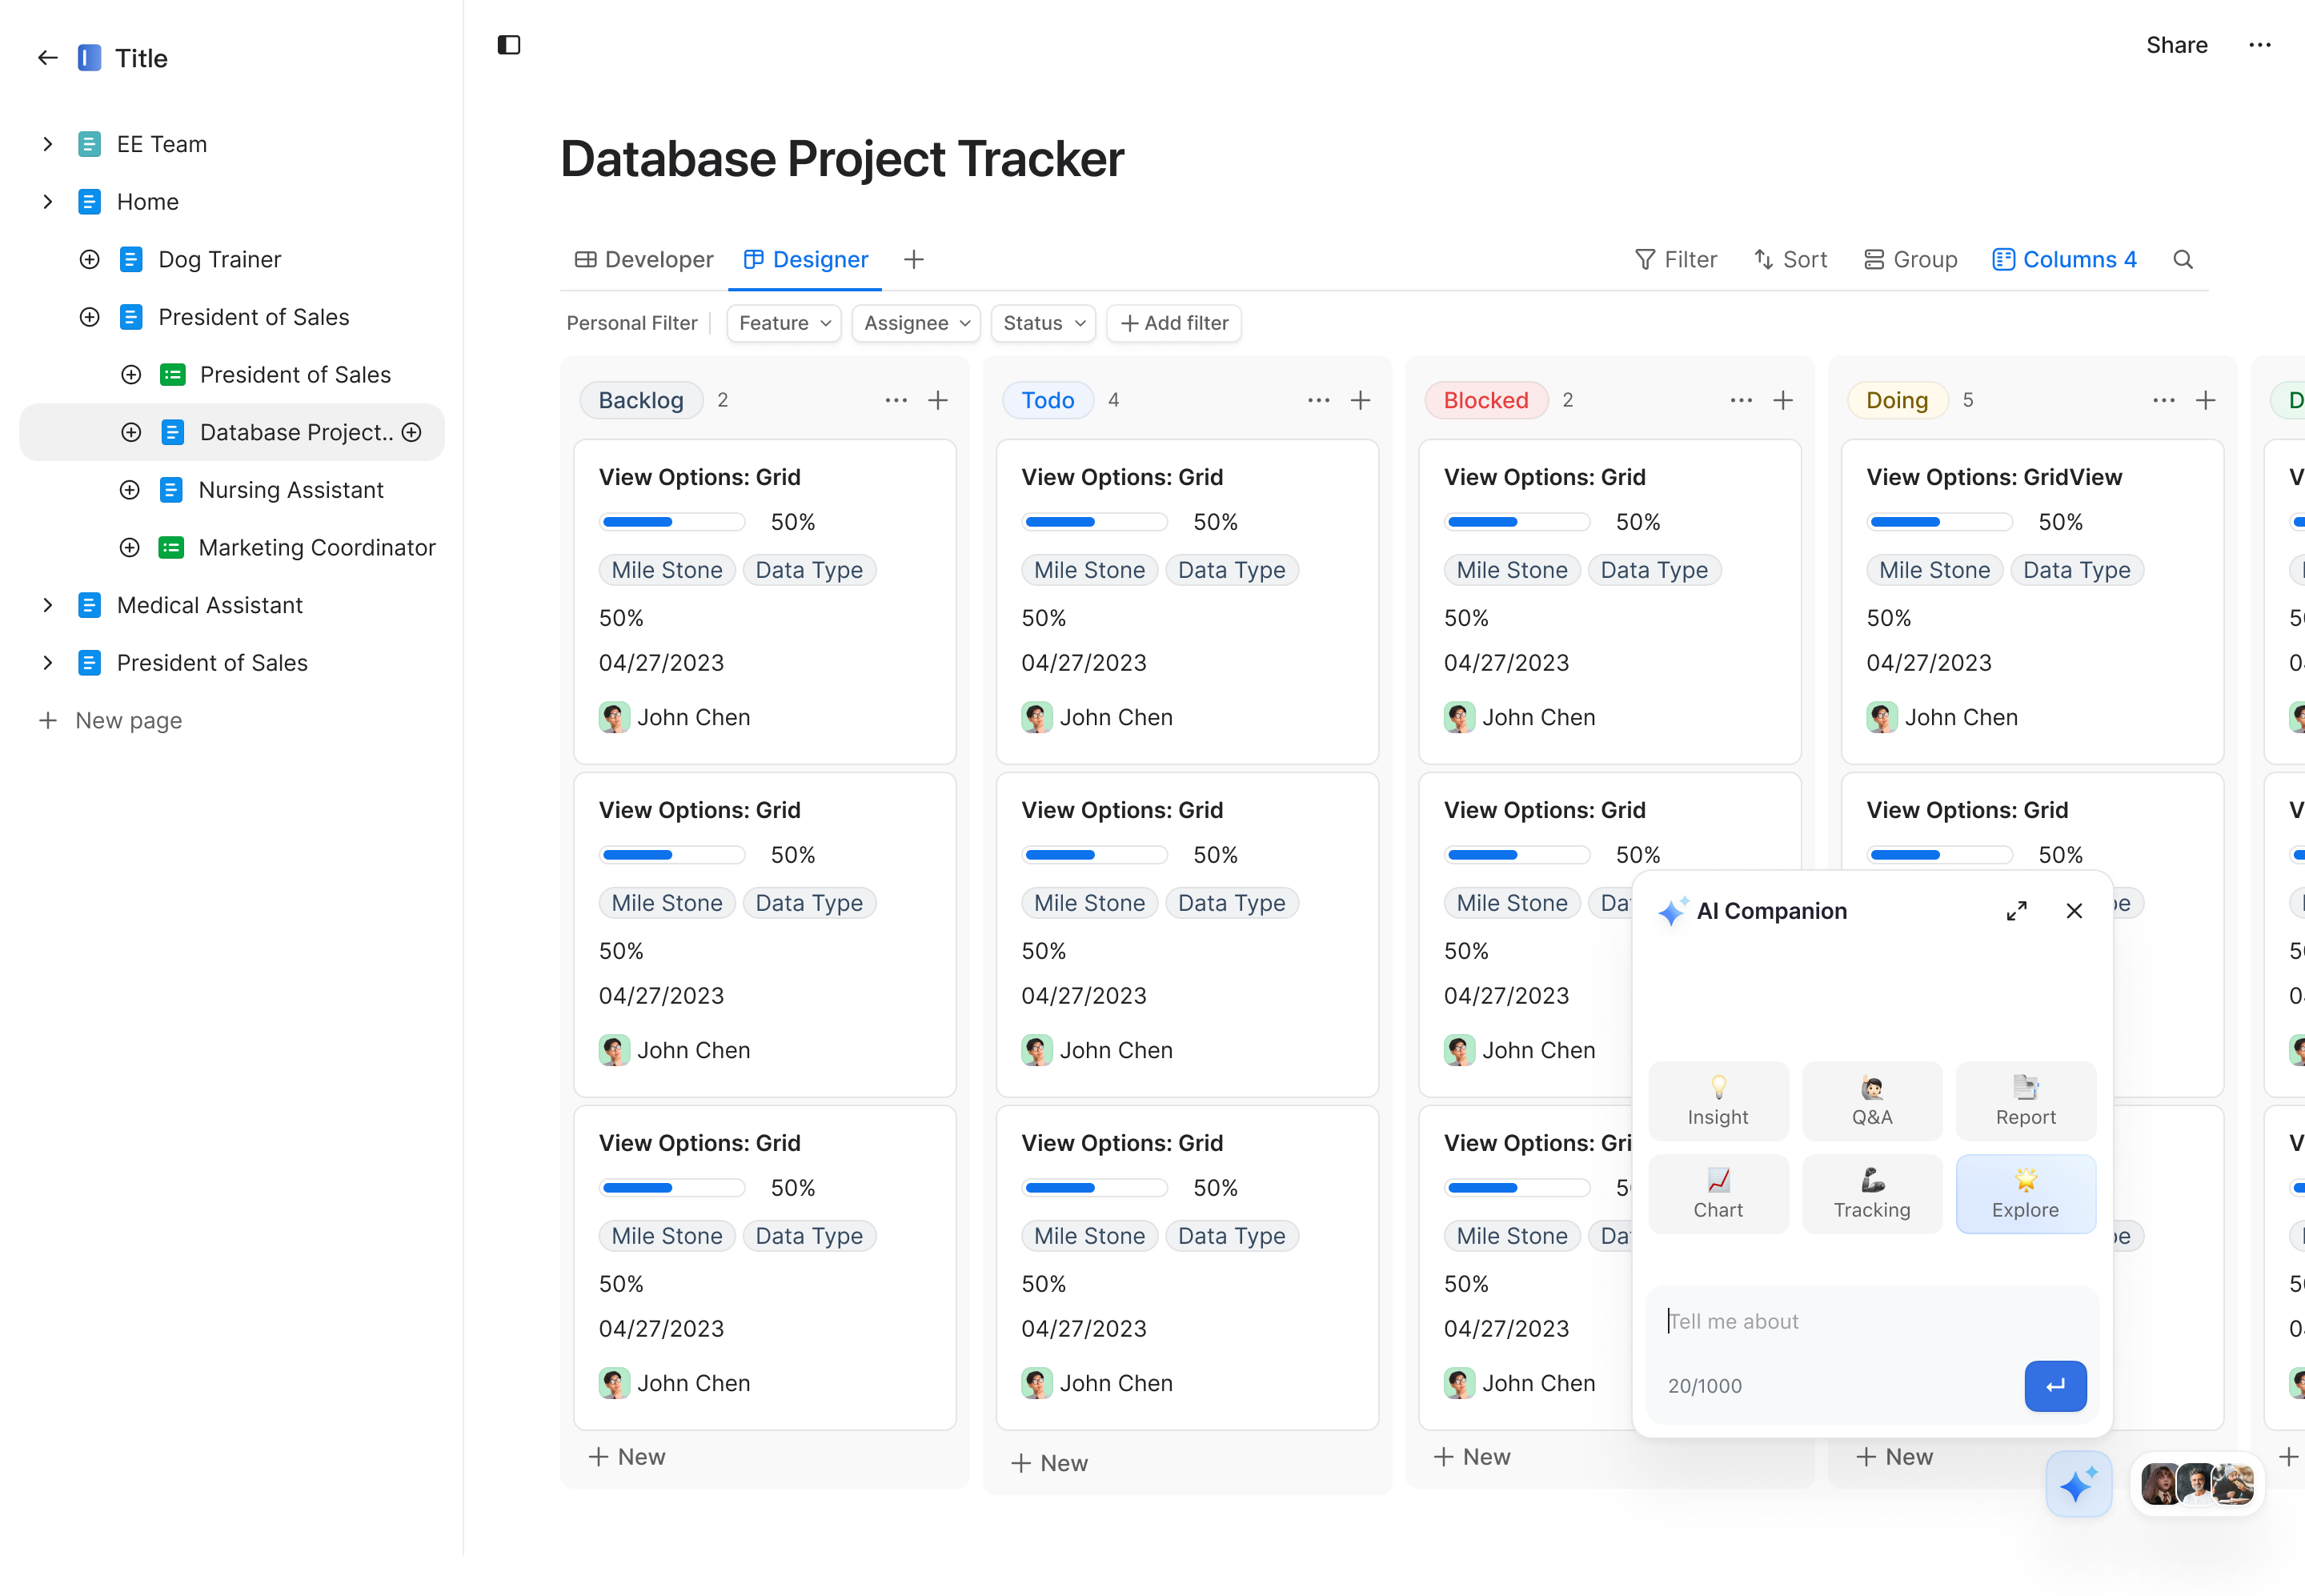 Title
EE Team
Home
Dog Trainer
President of Sales
President of Sales
Database Project..
Nursing Assistant
Marketing Coordinator
Medical Assistant
President of Sales
New page
Share
Database Project Tracker
Developer Designer
Filter Sort Group Columns 4
Personal Filter Feature Assignee Status Add filter
Backlog 2
View Options: Grid
50%
Mile Stone Data Type
50%
04/27/2023
John Chen
View Options: Grid
50%
Mile Stone Data Type
50%
04/27/2023
John Chen
View Options: Grid
50%
Mile Stone Data Type
50%
04/27/2023
John Chen
New
Todo 4
View Options: Grid
50%
Mile Stone Data Type
50%
04/27/2023
John Chen
View Options: Grid
50%
Mile Stone Data Type
50%
04/27/2023
John Chen
View Options: Grid
50%
Mile Stone Data Type
50%
04/27/2023
John Chen
New
Blocked 2
View Options: Grid
50%
Mile Stone Data Type
50%
04/27/2023
John Chen
View Options: Grid
50%
Mile Stone
50%
04/27/2023
John Chen
View Options:
Mile Stone
50%
04/27/2023
John Chen
New
Doing 5
View Options: GridView
50%
Mile Stone Data Type
50%
04/27/2023
John Chen
View Options: Grid
50%
New
AI Companion
Insight Q&A Report
Chart Tracking Explore
Tell me about
20/1000